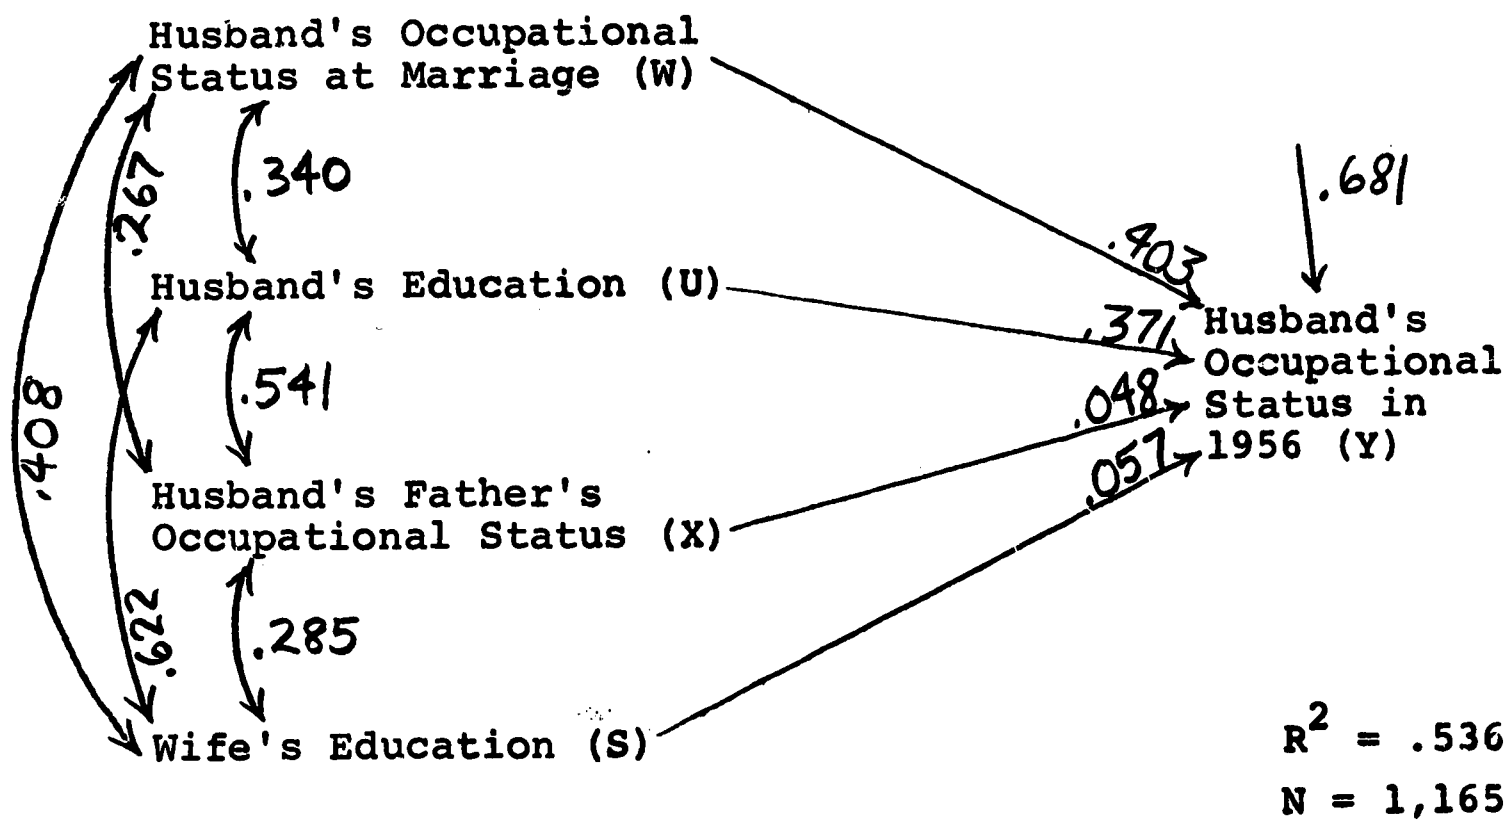 Husband's Occupational
Status at Marriage (W)
.267
.340
.681
.403
Husband's Education (U)
.371
Husband's
Occupational
Status in
1956 (Y)
.408
.541
.048
.057
Husband's Father's
Occupational Status (X)
.622
.285
Wife's Education (S)
R² = .536
N = 1,165